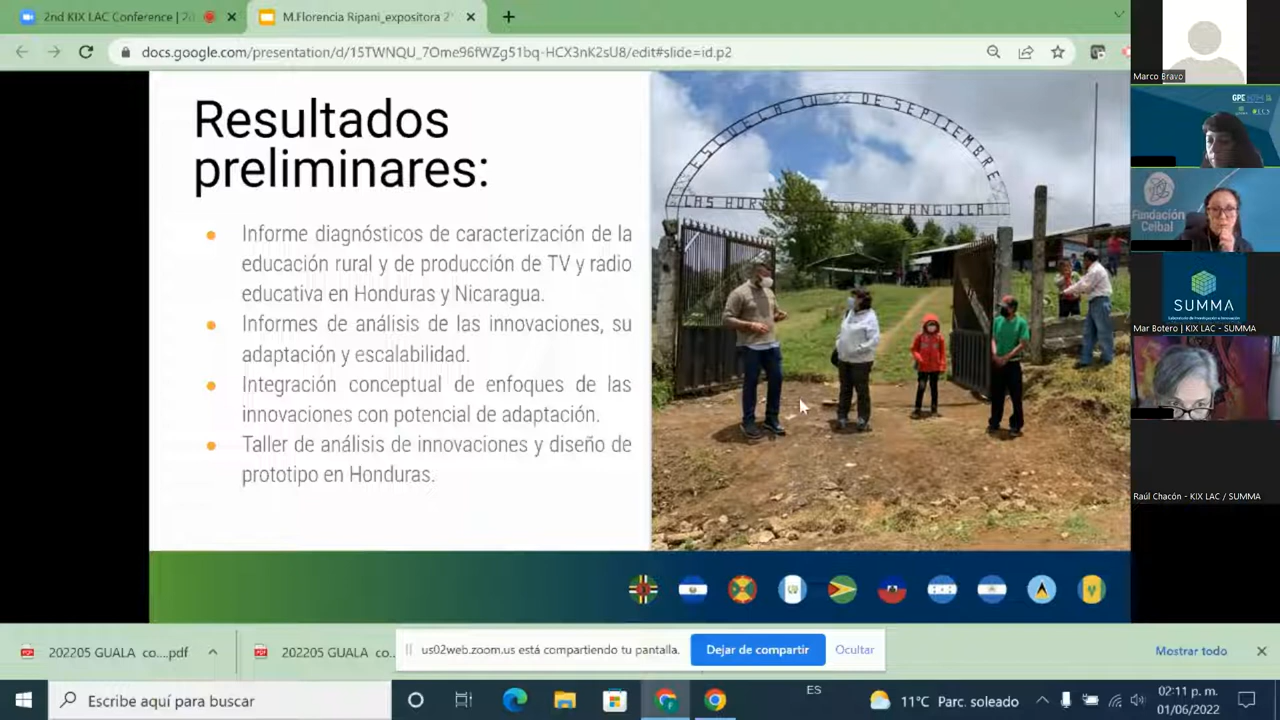 2nd KIX LAC Conference | 20
M.Florencia Ripani_expositora 2°
docs.google.com/presentation/d/15TWNQU_7Ome96fWZg51bq-HCX3nK2sU8/edit#slide=id.p2
Resultados
preliminares:
Informe diagnósticos de caracterización de la
educación rural y de producción de TV y radio
educativa en Honduras y Nicaragua.
Informes de análisis de las innovaciones, su
adaptación y escalabilidad.
Integración conceptual de enfoques de las
innovaciones con potencial de adaptación.
Taller de análisis de innovaciones y diseño de
prototipo en Honduras.
ESCUELA 10 DE SEPTIEMBRE
LAS
Marco Bravo
GPE
Fundación
Ceibal
SUMMA
Mar Botero | KIX LAC - SUMMA
Raúl Chacón - KIX LAC / SUMMA
202205 GUALA co....pdf
202205 GUALA co..
us02web.zoom.us está compartiendo tu pantalla.
Dejar de compartir
Ocultar
Mostrar todo
Escribe aquí para buscar
ES
11°C Parc. soleado
02:11 p. m.
01/06/2022